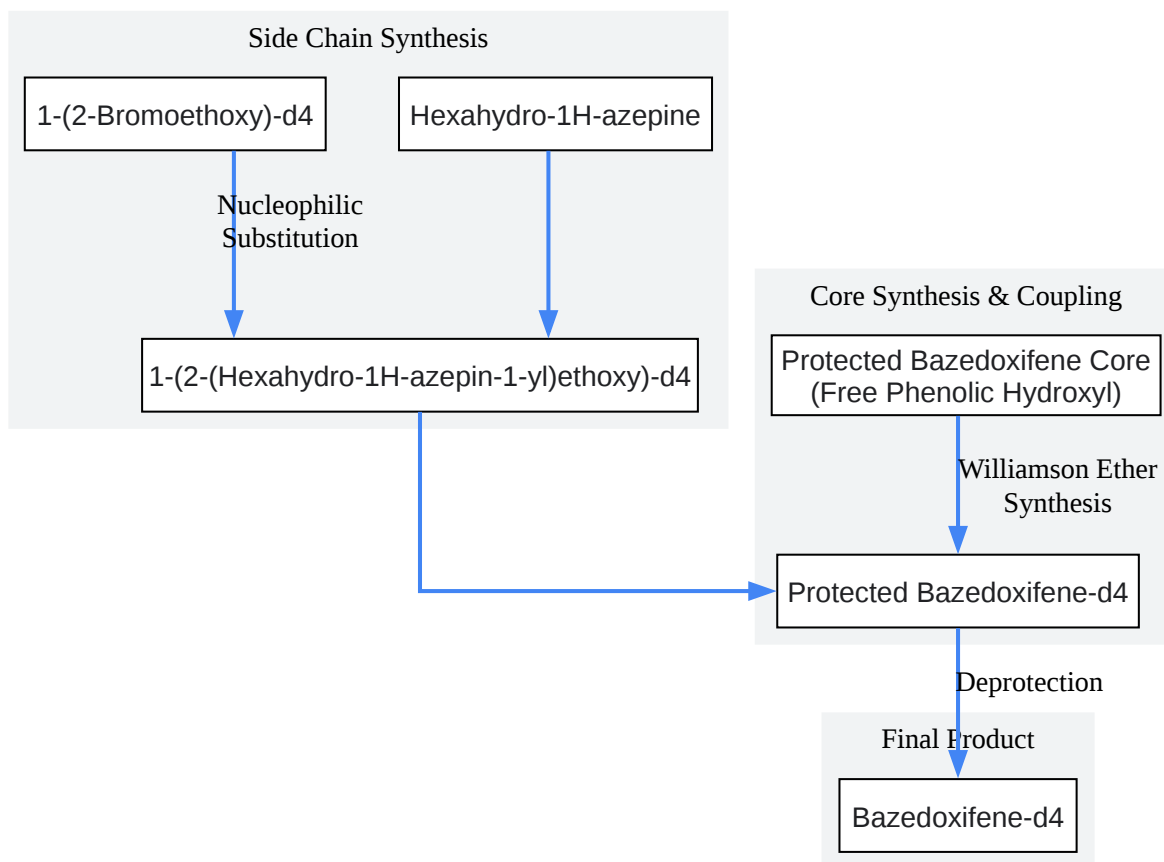 Side Chain Synthesis
1-(2-Bromoethoxy)-d4
Hexahydro-1H-azepine
Nucleophilic
Substitution
1-(2-(Hexahydro-1H-azepin-1-yl)ethoxy)-d4
Core Synthesis & Coupling
Protected Bazedoxifene Core
(Free Phenolic Hydroxyl)
Williamson Ether
Synthesis
Protected Bazedoxifene-d4
Deprotection
Final Product
Bazedoxifene-d4